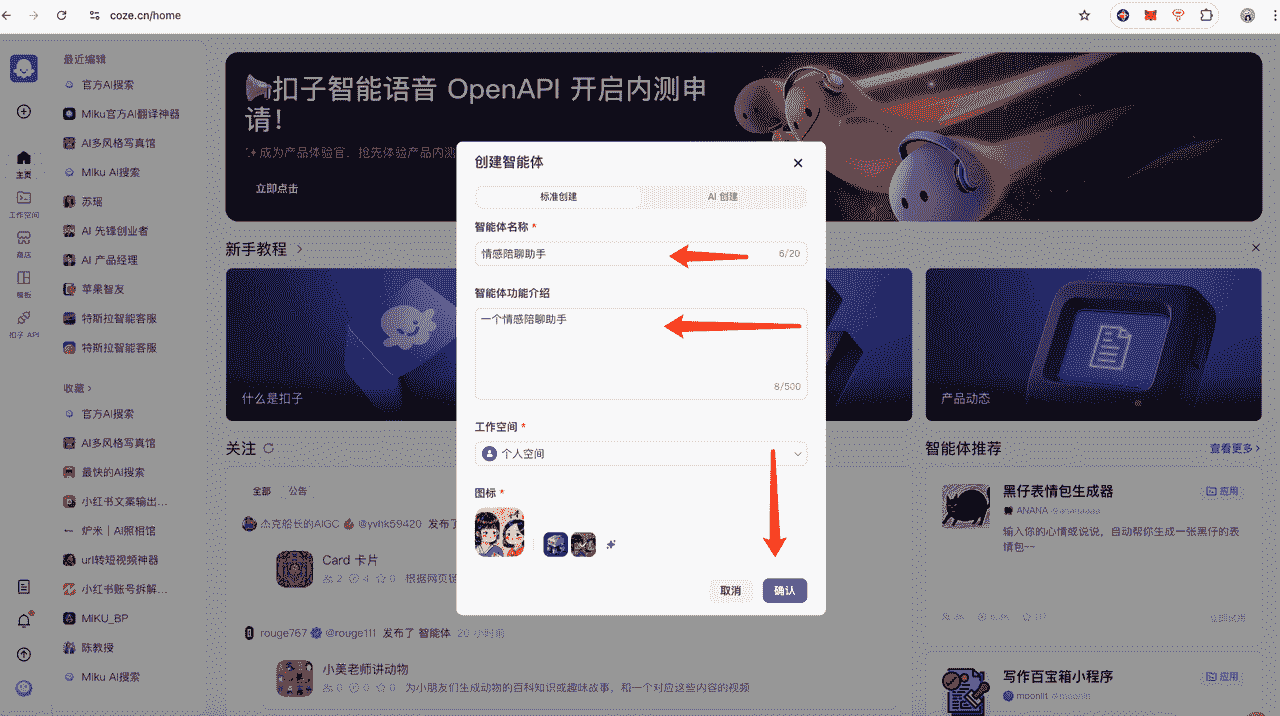 coze.cn/home
最近编辑
官方AI搜索
Miku官方AI翻译神器
AI多风格写真馆
Miku AI搜索
苏瑶
AI 先锋创业者
AI 产品经理
苹果智友
特斯拉智能客服
特斯拉智能客服
收藏
官方AI搜索
AI多风格写真馆
最快的AI搜索
小红书文案输出...
炉米 | AI照相馆
url转短视频神器
小红书账号拆解...
MIKU_BP
陈教授
Miku AI搜索
主页
工作空间
商店
模板
扣子 API
扣子智能语音 OpenAPI 开启内测申
请！
成为产品体验官，抢先体验产品内测
立即点击
新手教程
什么是扣子
产品动态
关注
全部
公告
杰克船长的AIGC @yvhk59420 发布了
Card 卡片
2 4 0 根据网页链
rouge767 @rouge111 发布了 智能体 20 小时前
小美老师讲动物
0 0 0 为小朋友们生成动物的百科知识或趣味故事，和一个对应这些内容的视频
创建智能体
标准创建
AI 创建
智能体名称 *
情感陪聊助手
6/20
智能体功能介绍
一个情感陪聊助手
8/500
工作空间 *
个人空间
图标 *
取消
确认
智能体推荐
查看更多
黑仔表情包生成器
应用
ANANA
输入你的心情或说说，自动帮你生成一张黑仔的表
情包~~
立即试用
写作百宝箱小程序
应用
moonlit @moonlit